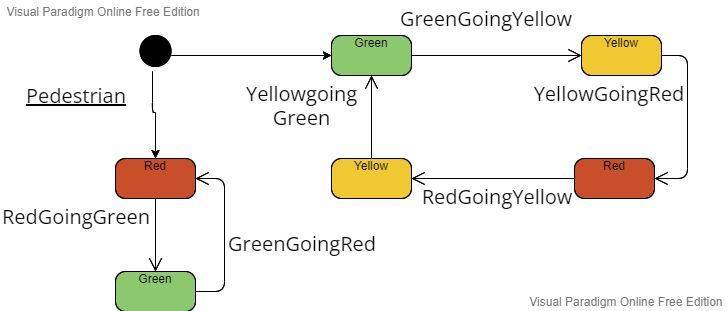 Visual Paradigm Online Free Edition
GreenGoingYellow
Green
Yellow
Pedestrian
Yellowgoing
Green
YellowGoingRed
Red
Yellow
Red
RedGoingYellow
RedGoingGreen
GreenGoingRed
Green
Visual Paradigm Online Free Edition